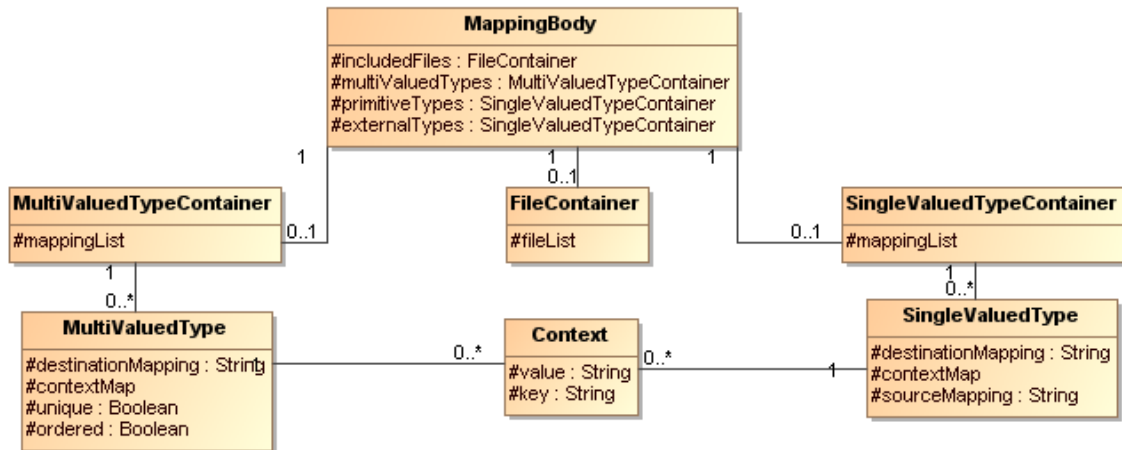 MappingBody
#includedFiles : FileContainer
#multiValuedTypes : MultiValuedTypeContainer
#primitiveTypes : SingleValuedTypeContainer
#externalTypes : SingleValuedTypeContainer
1
1
1
0..1
MultiValuedTypeContainer
#mappingList
0..1
FileContainer
#fileList
SingleValuedTypeContainer
#mappingList
0..1
1
0..*
1
0..*
MultiValuedType
#destinationMapping : String
#contextMap
#unique : Boolean
#ordered : Boolean
1
0..*
Context
#value : String
#key : String
0..*
1
SingleValuedType
#destinationMapping : String
#contextMap
#sourceMapping : String